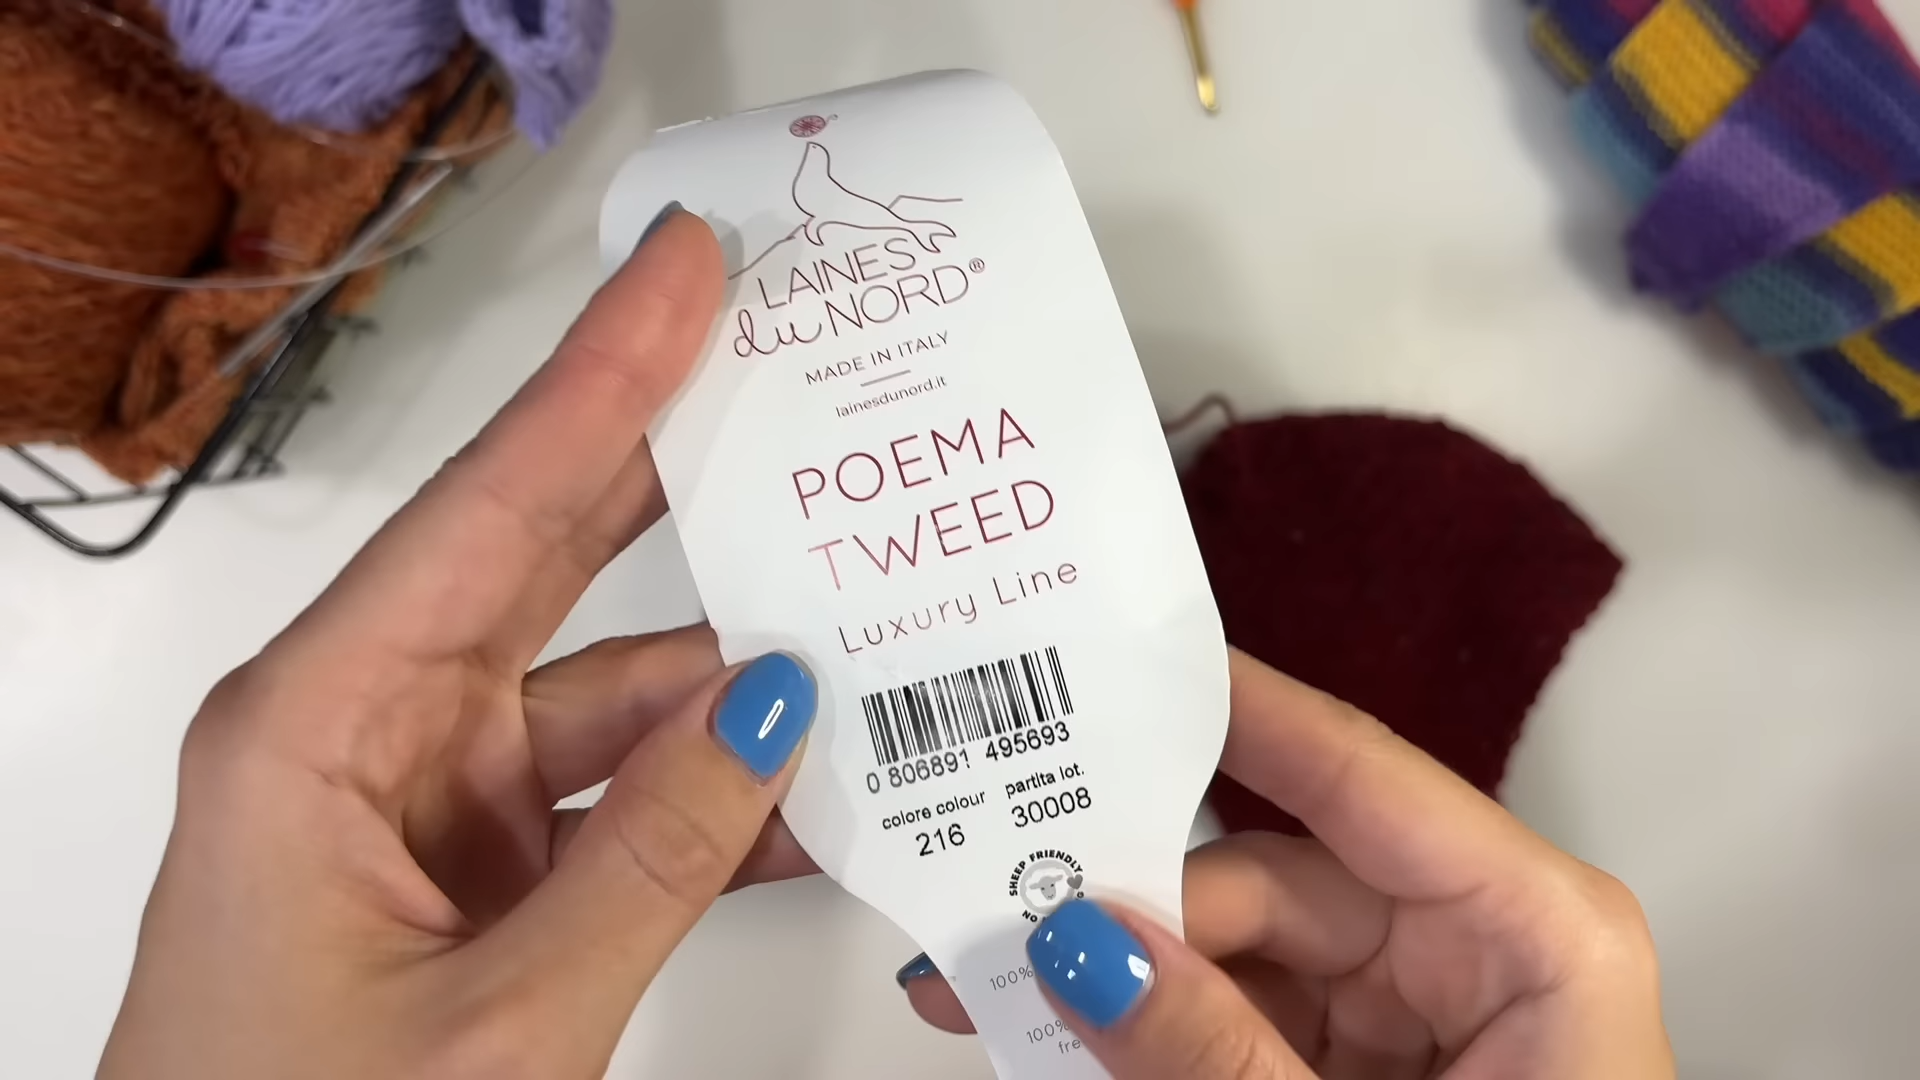 LAINES
du NORD®
MADE IN ITALY
lainesdunord.it
POEMA
TWEED
Luxury Line
0 806891 495693
colore colour partita lot.
216 30008
SHEEP FRIENDLY
NO
100%
100%